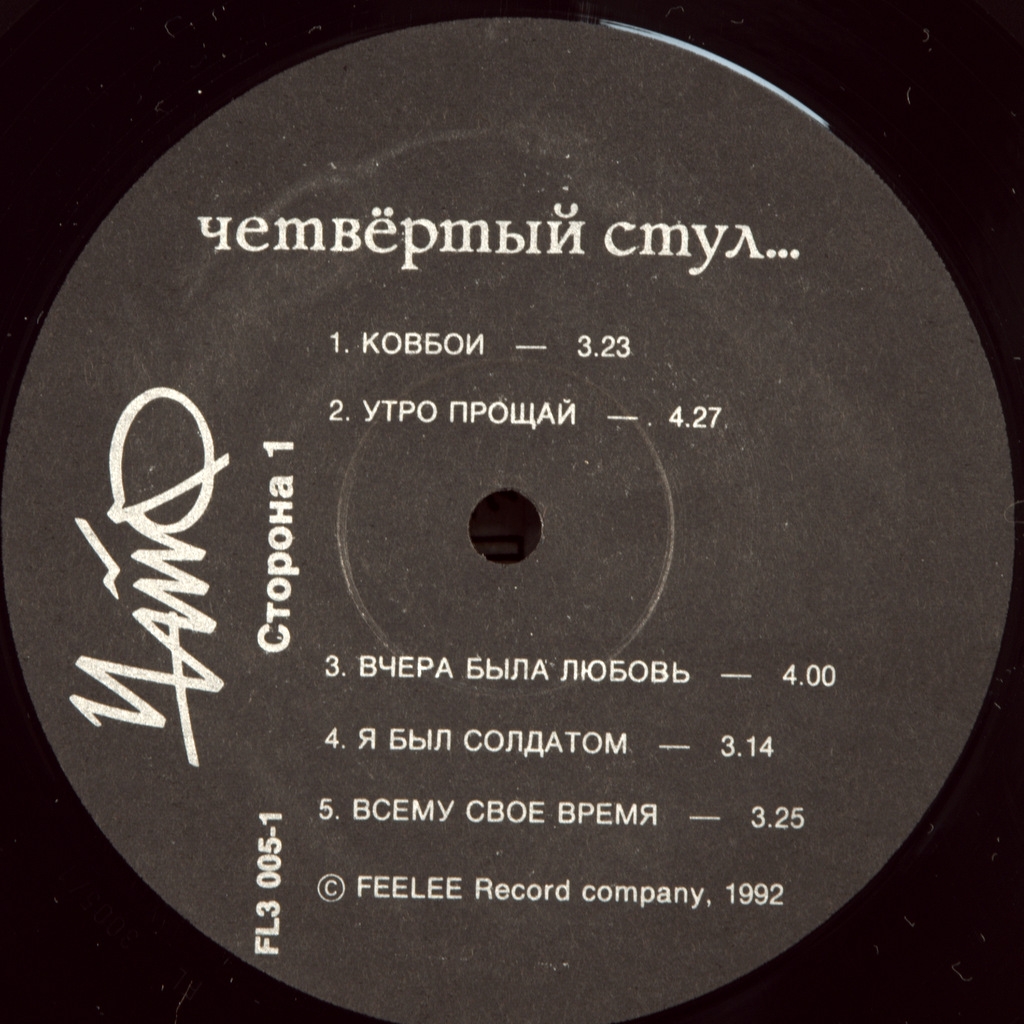 четвёртый стул...
1. КОВБОИ — 3.23
2. УТРО ПРОЩАЙ — 4.27
Сторона 1
3. ВЧЕРА БЫЛА ЛЮБОВЬ — 4.00
4. Я БЫЛ СОЛДАТОМ — 3.14
5. ВСЕМУ СВОЕ ВРЕМЯ — 3.25
FL3 005-1
© FEELEE Record company, 1992